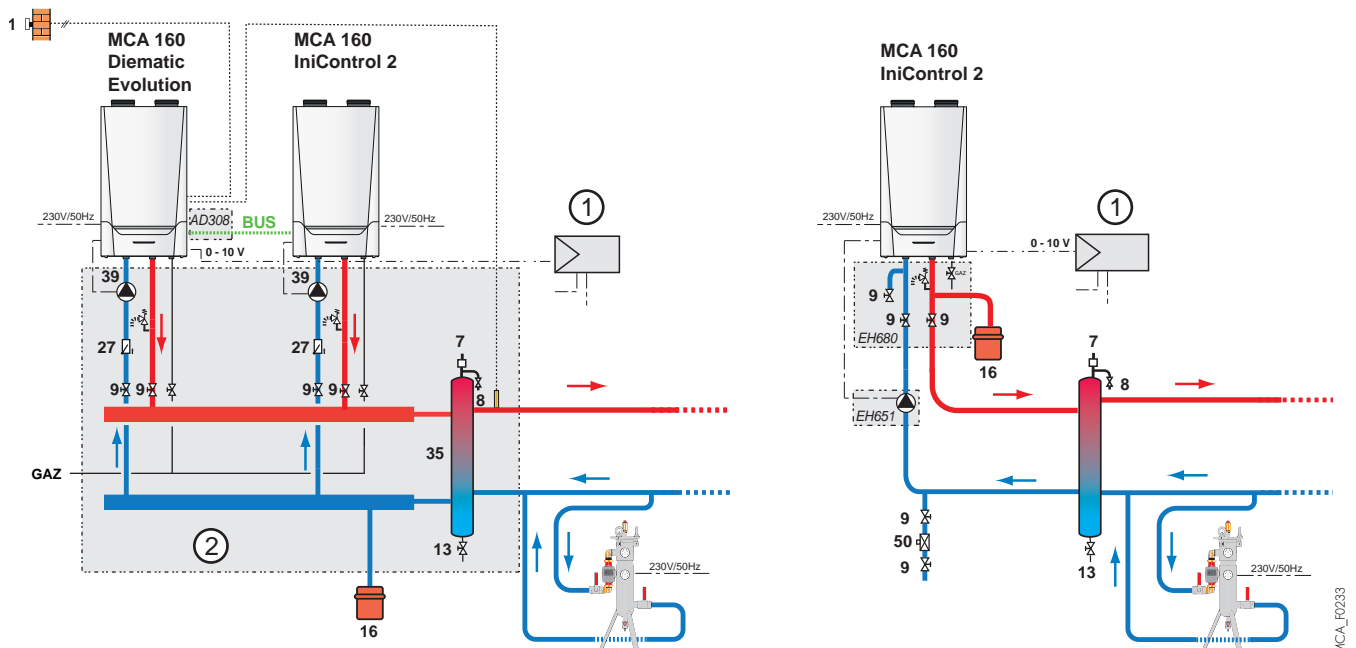 1
MCA 160
Diematic
Evolution
MCA 160
IniControl 2
230V/50Hz
AD308
BUS
230V/50Hz
0 - 10 V
1
39
39
27
27
9
9
9
9
7
8
35
GAZ
2
13
16
230V/50Hz
MCA 160
IniControl 2
230V/50Hz
0 - 10 V
1
GAZ
9
9
9
EH680
16
EH651
7
8
9
50
9
13
230V/50Hz
MCA_F0233